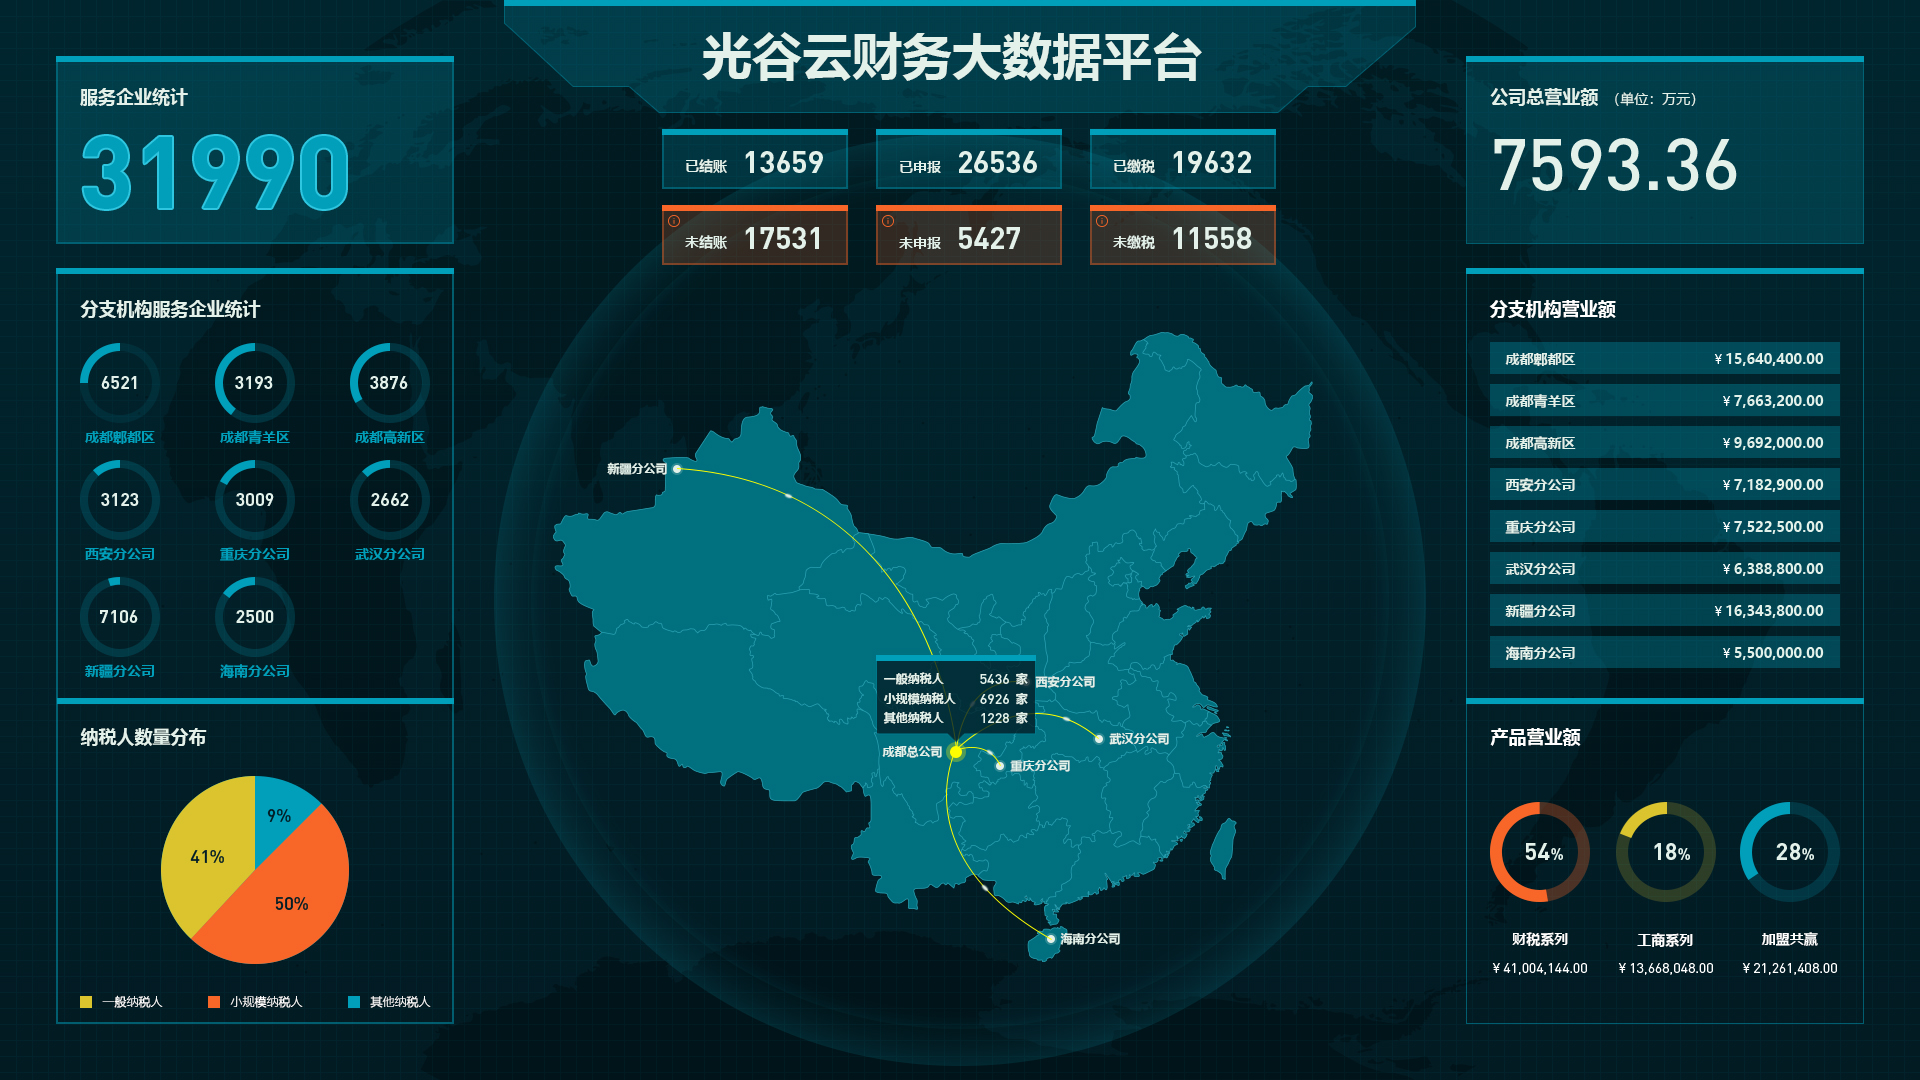 光谷云财务大数据平台
服务企业统计
31990
分支机构服务企业统计
6521
成都郫都区
3193
成都青羊区
3876
成都高新区
3123
西安分公司
3009
重庆分公司
2662
武汉分公司
7106
新疆分公司
2500
海南分公司
纳税人数量分布
9%
41%
50%
一般纳税人
小规模纳税人
其他纳税人
已结账 13659
已申报 26536
已缴税 19632
未结账 17531
未申报 5427
未缴税 11558
新疆分公司
一般纳税人 5436 家
小规模纳税人 6926 家
其他纳税人 1228 家
西安分公司
武汉分公司
成都总公司
重庆分公司
海南分公司
公司总营业额 (单位：万元)
7593.36
分支机构营业额
成都郫都区 ¥ 15,640,400.00
成都青羊区 ¥ 7,663,200.00
成都高新区 ¥ 9,692,000.00
西安分公司 ¥ 7,182,900.00
重庆分公司 ¥ 7,522,500.00
武汉分公司 ¥ 6,388,800.00
新疆分公司 ¥ 16,343,800.00
海南分公司 ¥ 5,500,000.00
产品营业额
54%
18%
28%
财税系列
工商系列
加盟共赢
¥ 41,004,144.00
¥ 13,668,048.00
¥ 21,261,408.00